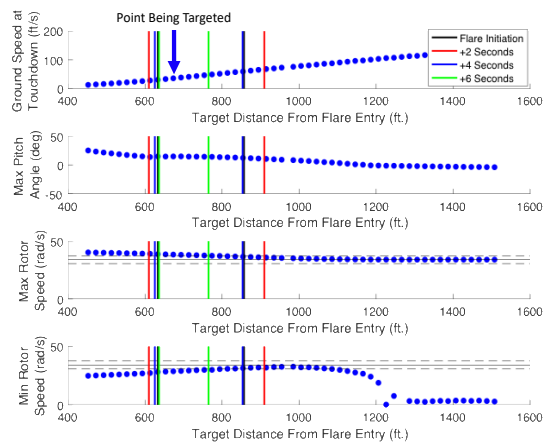 Point Being Targeted
Ground Speed at
Touchdown (ft/s)
200
100
0
400 600 800 1000 1200 1400 1600
Target Distance From Flare Entry (ft.)
Flare Initiation
+2 Seconds
+4 Seconds
+6 Seconds
Max Pitch
Angle (deg)
50
0
-50
400 600 800 1000 1200 1400 1600
Target Distance From Flare Entry (ft.)
Max Rotor
Speed (rad/s)
50
0
400 600 800 1000 1200 1400 1600
Target Distance From Flare Entry (ft.)
Min Rotor
Speed (rad/s)
50
0
400 600 800 1000 1200 1400 1600
Target Distance From Flare Entry (ft.)